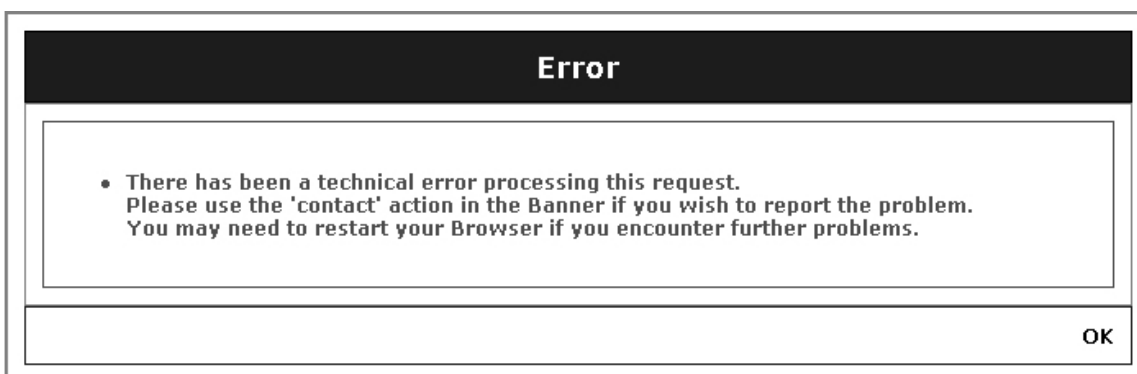 Error
• There has been a technical error processing this request.
Please use the 'contact' action in the Banner if you wish to report the problem.
You may need to restart your Browser if you encounter further problems.
OK